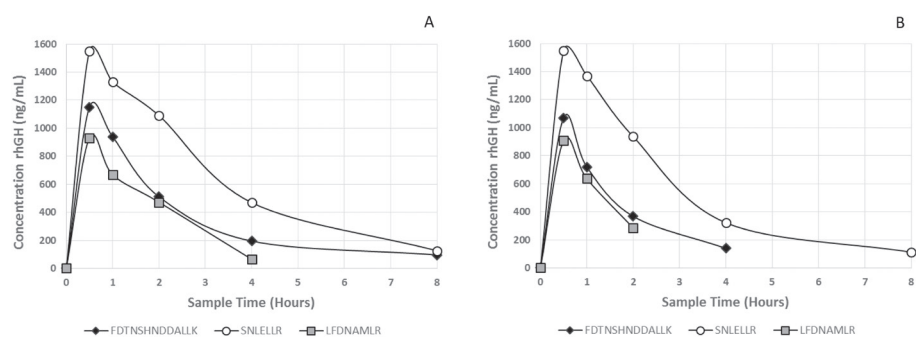 A
Concentration rhGH (ng/mL)
1600
1400
1200
1000
800
600
400
200
0
0 1 2 3 4 5 6 7 8
Sample Time (Hours)
FDTNSHNDDALLK SNLELLR LFDNAMLR
B
Concentration rhGH (ng/mL)
1600
1400
1200
1000
800
600
400
200
0
0 1 2 3 4 5 6 7 8
Sample Time (Hours)
FDTNSHNDDALLK SNLELLR LFDNAMLR